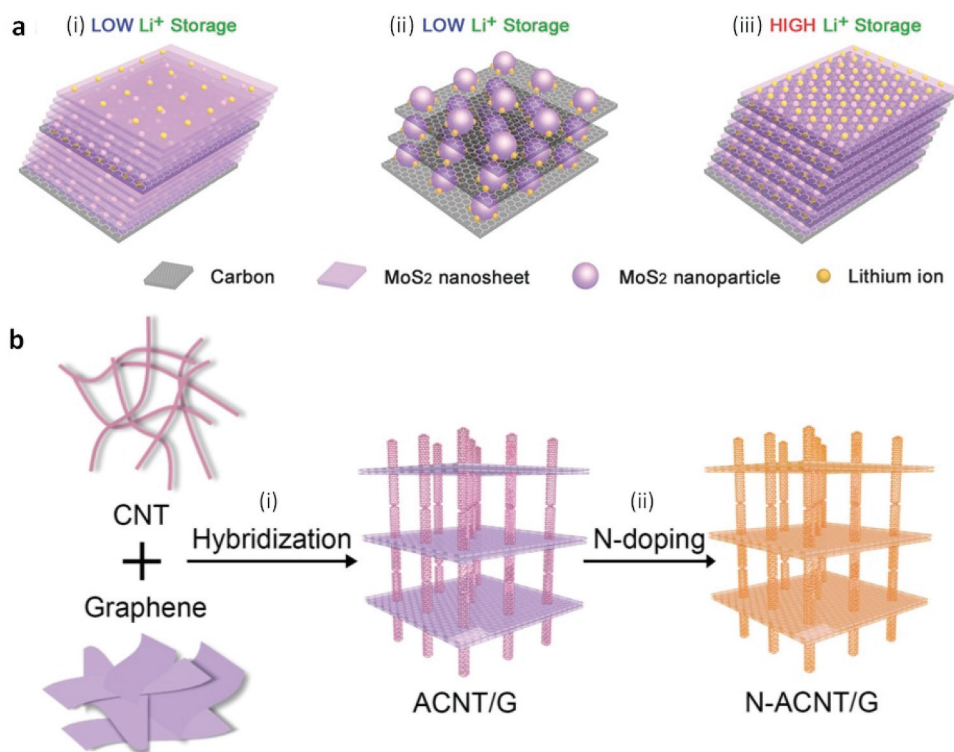 a
(i) LOW Li⁺ Storage
(ii) LOW Li⁺ Storage
(iii) HIGH Li⁺ Storage
Carbon
MoS₂ nanosheet
MoS₂ nanoparticle
Lithium ion
b
CNT
+
Graphene
(i)
Hybridization
ACNT/G
(ii)
N-doping
N-ACNT/G